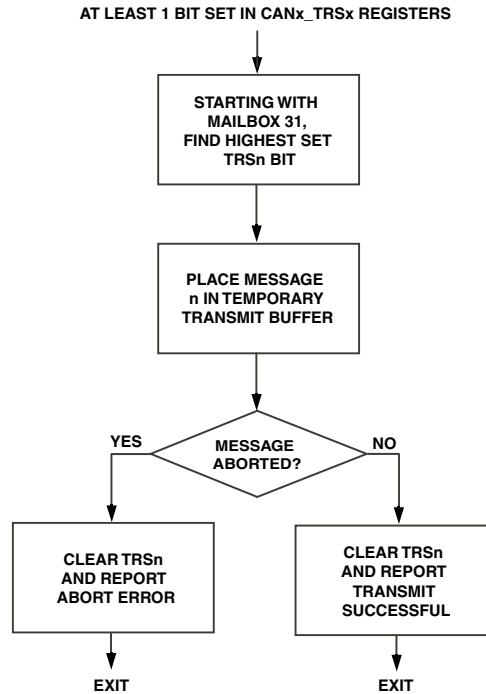 AT LEAST 1 BIT SET IN CANx_TRSx REGISTERS
STARTING WITH
MAILBOX 31,
FIND HIGHEST SET
TRSn BIT
PLACE MESSAGE
n IN TEMPORARY
TRANSMIT BUFFER
MESSAGE
ABORTED?
YES
NO
CLEAR TRSn
AND REPORT
ABORT ERROR
CLEAR TRSn
AND REPORT
TRANSMIT
SUCCESSFUL
EXIT
EXIT